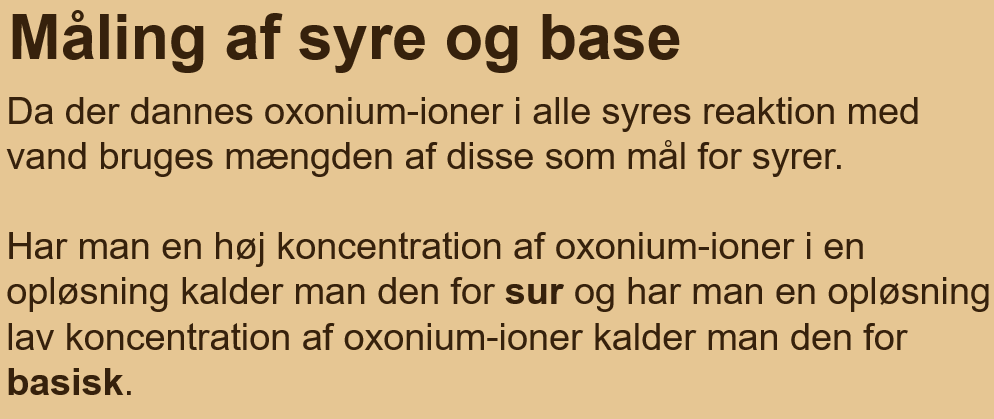 Måling af syre og base
Da der dannes oxonium-ioner i alle syres reaktion med
vand bruges mængden af disse som mål for syrer.
Har man en høj koncentration af oxonium-ioner i en
opløsning kalder man den for sur og har man en opløsning
lav koncentration af oxonium-ioner kalder man den for
basisk.